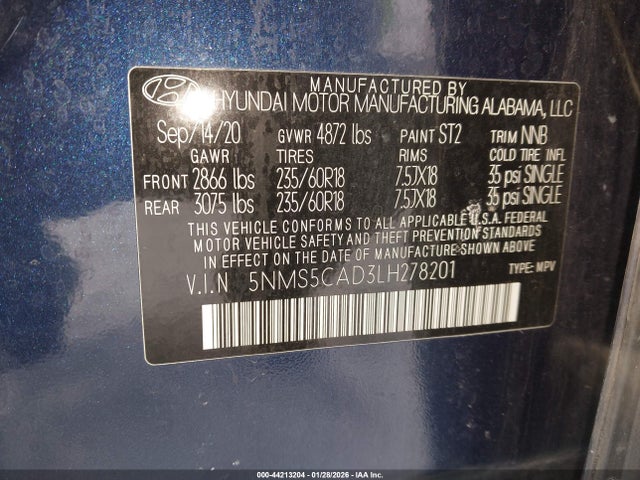 MANUFACTURED BY
HYUNDAI MOTOR MANUFACTURING ALABAMA, LLC
Sep/14/20 GVWR 4872 lbs PAINT ST2 TRIM NNB
GAWR TIRES RIMS COLD TIRE INFL
FRONT 2866 lbs 235/60R18 7.5JX18 35 psi SINGLE
REAR 3075 lbs 235/60R18 7.5JX18 35 psi SINGLE
THIS VEHICLE CONFORMS TO ALL APPLICABLE U.S.A. FEDERAL
MOTOR VEHICLE SAFETY AND THEFT PREVENTION STANDARDS
IN EFFECT ON THE DATE OF MANUFACTURE SHOWN ABOVE
V.I.N 5NMS5CAD3LH278201 TYPE: MPV
000-44213204 - 01/28/2026 - IAA Inc.